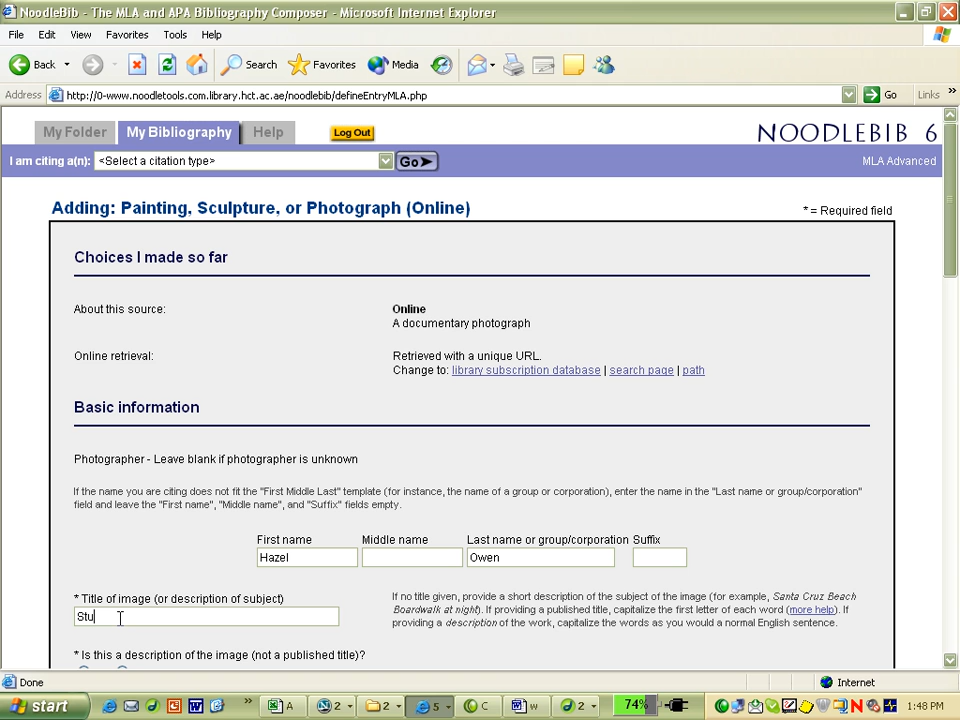 NoodleBib - The MLA and APA Bibliography Composer - Microsoft Internet Explorer
File Edit View Favorites Tools Help
Back Search Favorites Media
Address http://0-www.noodletools.com.library.hct.ac.ae/noodlebib/defineEntryMLA.php Go Links »
My Folder My Bibliography Help Log Out NOODLEBIB 6
I am citing a(n): <Select a citation type> Go MLA Advanced
Adding: Painting, Sculpture, or Photograph (Online) * = Required field
Choices I made so far
About this source: Online
A documentary photograph
Online retrieval: Retrieved with a unique URL.
Change to: library subscription database | search page | path
Basic information
Photographer - Leave blank if photographer is unknown
If the name you are citing does not fit the "First Middle Last" template (for instance, the name of a group or corporation), enter the name in the "Last name or group/corporation"
field and leave the "First name", "Middle name", and "Suffix" fields empty.
First name Middle name Last name or group/corporation Suffix
Hazel Owen
* Title of image (or description of subject)
Stu
If no title given, provide a short description of the subject of the image (for example, Santa Cruz Beach
Boardwalk at night). If providing a published title, capitalize the first letter of each word (more help). If
providing a description of the work, capitalize the words as you would a normal English sentence.
* Is this a description of the image (not a published title)?
Done Internet
start » A 2 2 5 C w 2 74% 1:48 PM